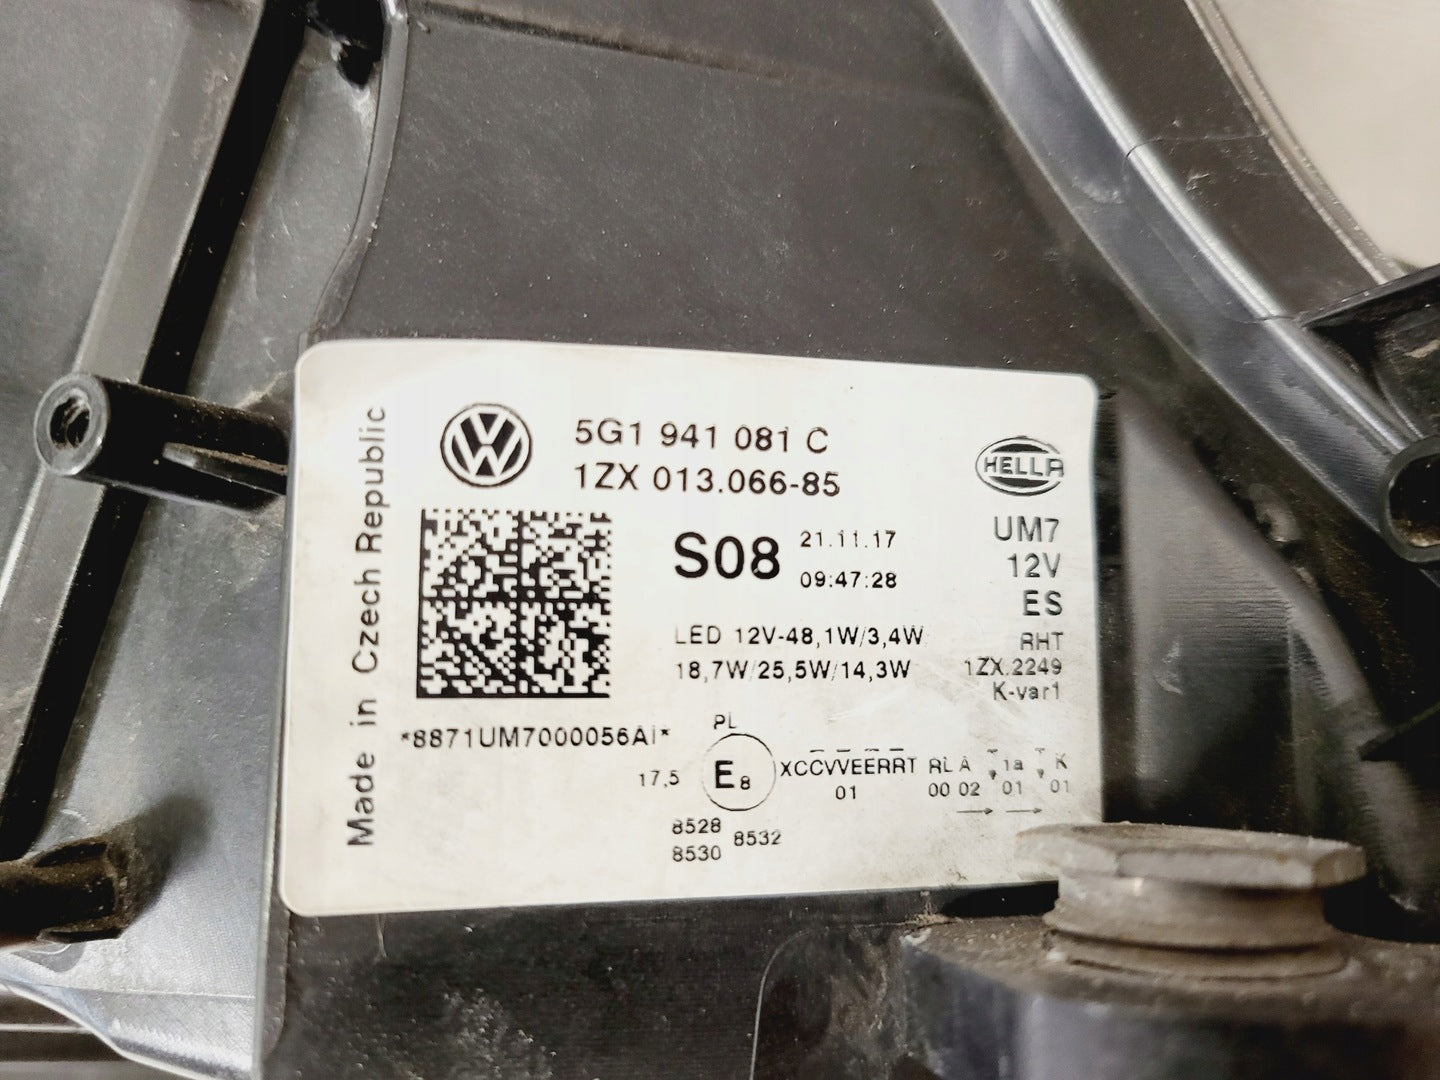 Made in Czech Republic
5G1 941 081 C
1ZX 013.066-85
HELLA
S08
21.11.17
09:47:28
UM7
12V
ES
RHT
1ZX.2249
K-var1
LED 12V-48,1W/3,4W
18,7W/25,5W/14,3W
*8871UM7000056AI*
PL
17,5
E8
XCCVVEERRT RL A 1a K
01 00 02 01 01
8528
8530
8532